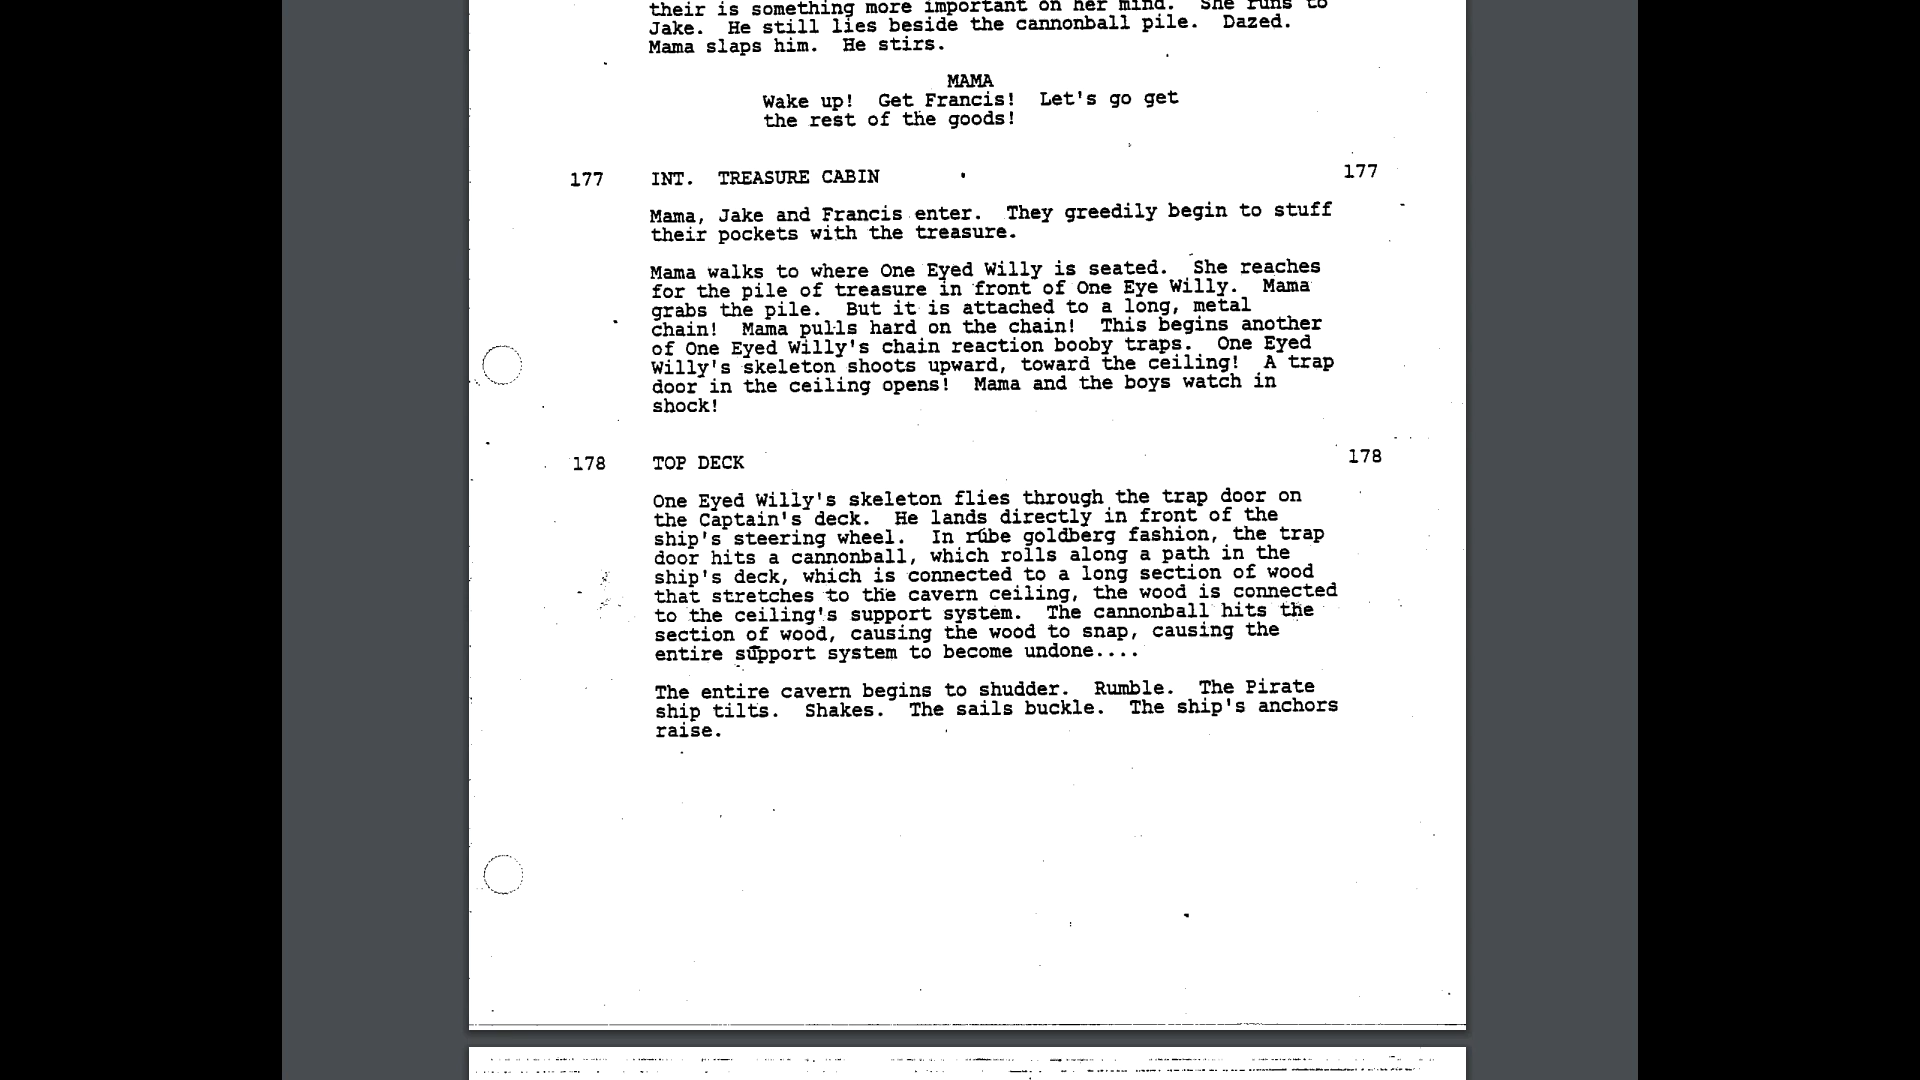 their is something more important on her mind. She runs to
Jake. He still lies beside the cannonball pile. Dazed.
Mama slaps him. He stirs.
MAMA
Wake up! Get Francis! Let's go get
the rest of the goods!
177 INT. TREASURE CABIN 177
Mama, Jake and Francis enter. They greedily begin to stuff
their pockets with the treasure.
Mama walks to where One Eyed Willy is seated. She reaches
for the pile of treasure in front of One Eye Willy. Mama
grabs the pile. But it is attached to a long, metal
chain! Mama pulls hard on the chain! This begins another
of One Eyed Willy's chain reaction booby traps. One Eyed
Willy's skeleton shoots upward, toward the ceiling! A trap
door in the ceiling opens! Mama and the boys watch in
shock!
178 TOP DECK 178
One Eyed Willy's skeleton flies through the trap door on
the Captain's deck. He lands directly in front of the
ship's steering wheel. In rube goldberg fashion, the trap
door hits a cannonball, which rolls along a path in the
ship's deck, which is connected to a long section of wood
that stretches to the cavern ceiling, the wood is connected
to the ceiling's support system. The cannonball hits the
section of wood, causing the wood to snap, causing the
entire support system to become undone....
The entire cavern begins to shudder. Rumble. The Pirate
ship tilts. Shakes. The sails buckle. The ship's anchors
raise.